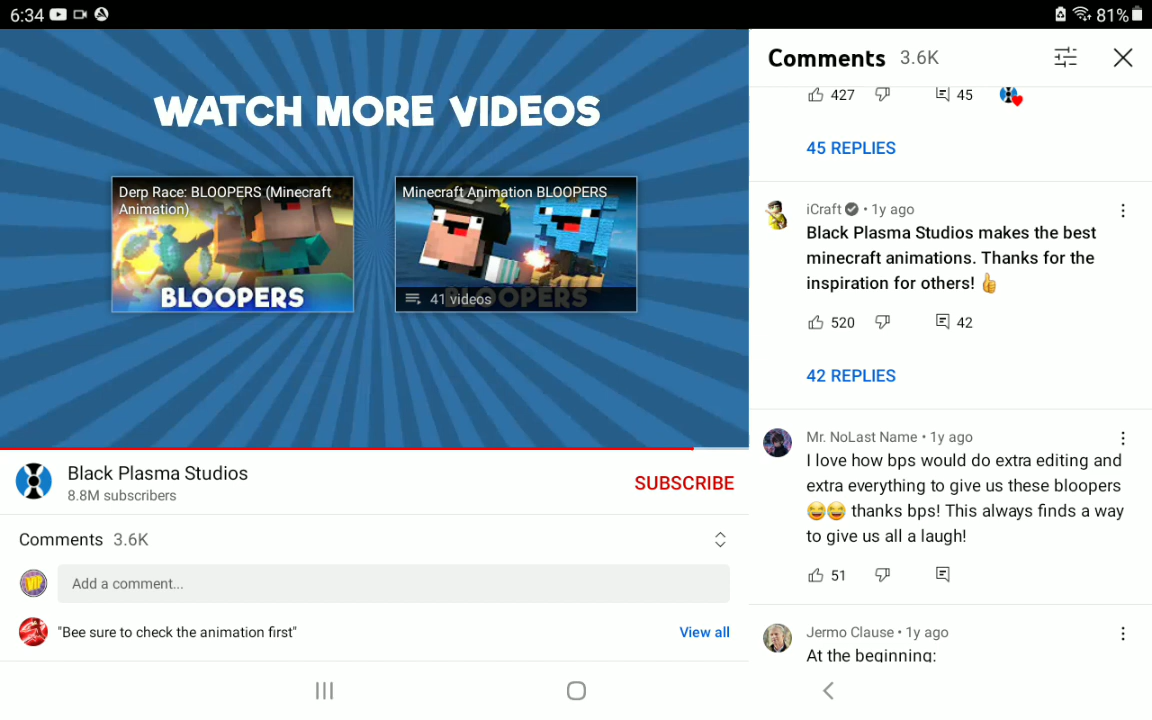 6:34
81%
WATCH MORE VIDEOS
Derp Race: BLOOPERS (Minecraft
Animation)
BLOOPERS
Minecraft Animation BLOOPERS
BLOOPERS
41 videos
Black Plasma Studios
8.8M subscribers
SUBSCRIBE
Comments 3.6K
VIP
Add a comment...
"Bee sure to check the animation first"
View all
Comments 3.6K
427 45
45 REPLIES
iCraft • 1y ago
Black Plasma Studios makes the best
minecraft animations. Thanks for the
inspiration for others! 👍
520 42
42 REPLIES
Mr. NoLast Name • 1y ago
I love how bps would do extra editing and
extra everything to give us these bloopers
😂😂 thanks bps! This always finds a way
to give us all a laugh!
51
Jermo Clause • 1y ago
At the beginning: